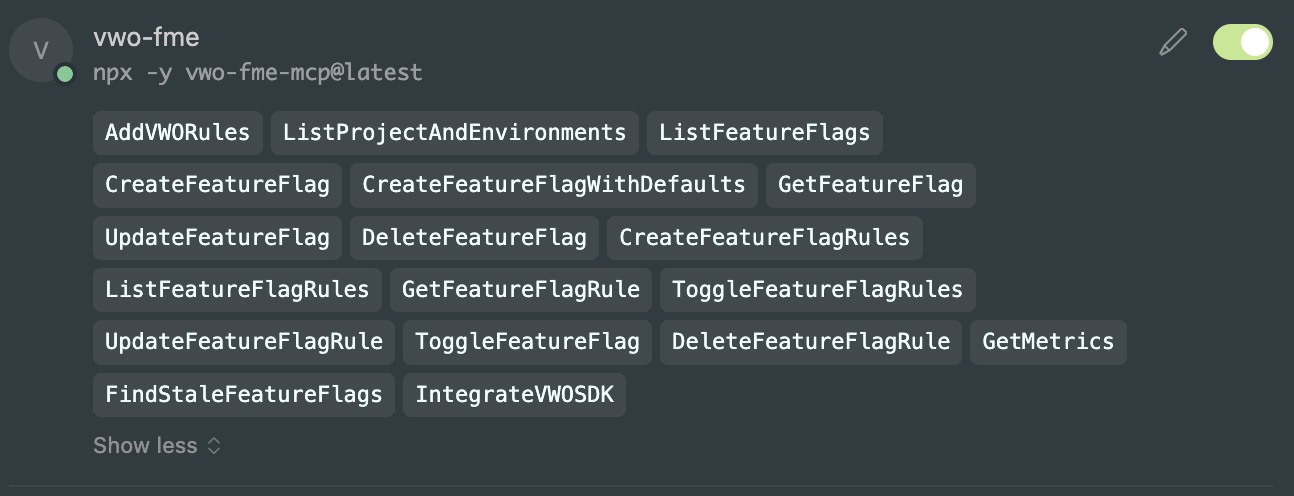 V
vwo-fme
npx -y vwo-fme-mcp@latest
AddVWORules ListProjectAndEnvironments ListFeatureFlags
CreateFeatureFlag CreateFeatureFlagWithDefaults GetFeatureFlag
UpdateFeatureFlag DeleteFeatureFlag CreateFeatureFlagRules
ListFeatureFlagRules GetFeatureFlagRule ToggleFeatureFlagRules
UpdateFeatureFlagRule ToggleFeatureFlag DeleteFeatureFlagRule GetMetrics
FindStaleFeatureFlags IntegrateVWOSDK
Show less